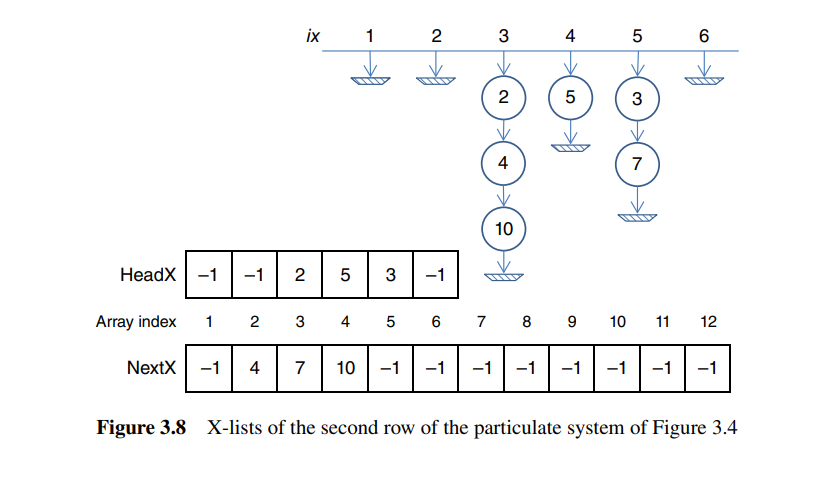 ix 1 2 3 4 5 6
2 5 3
4 7
10
HeadX –1 –1 2 5 3 –1
Array index 1 2 3 4 5 6 7 8 9 10 11 12
NextX –1 4 7 10 –1 –1 –1 –1 –1 –1 –1 –1
Figure 3.8 X-lists of the second row of the particulate system of Figure 3.4